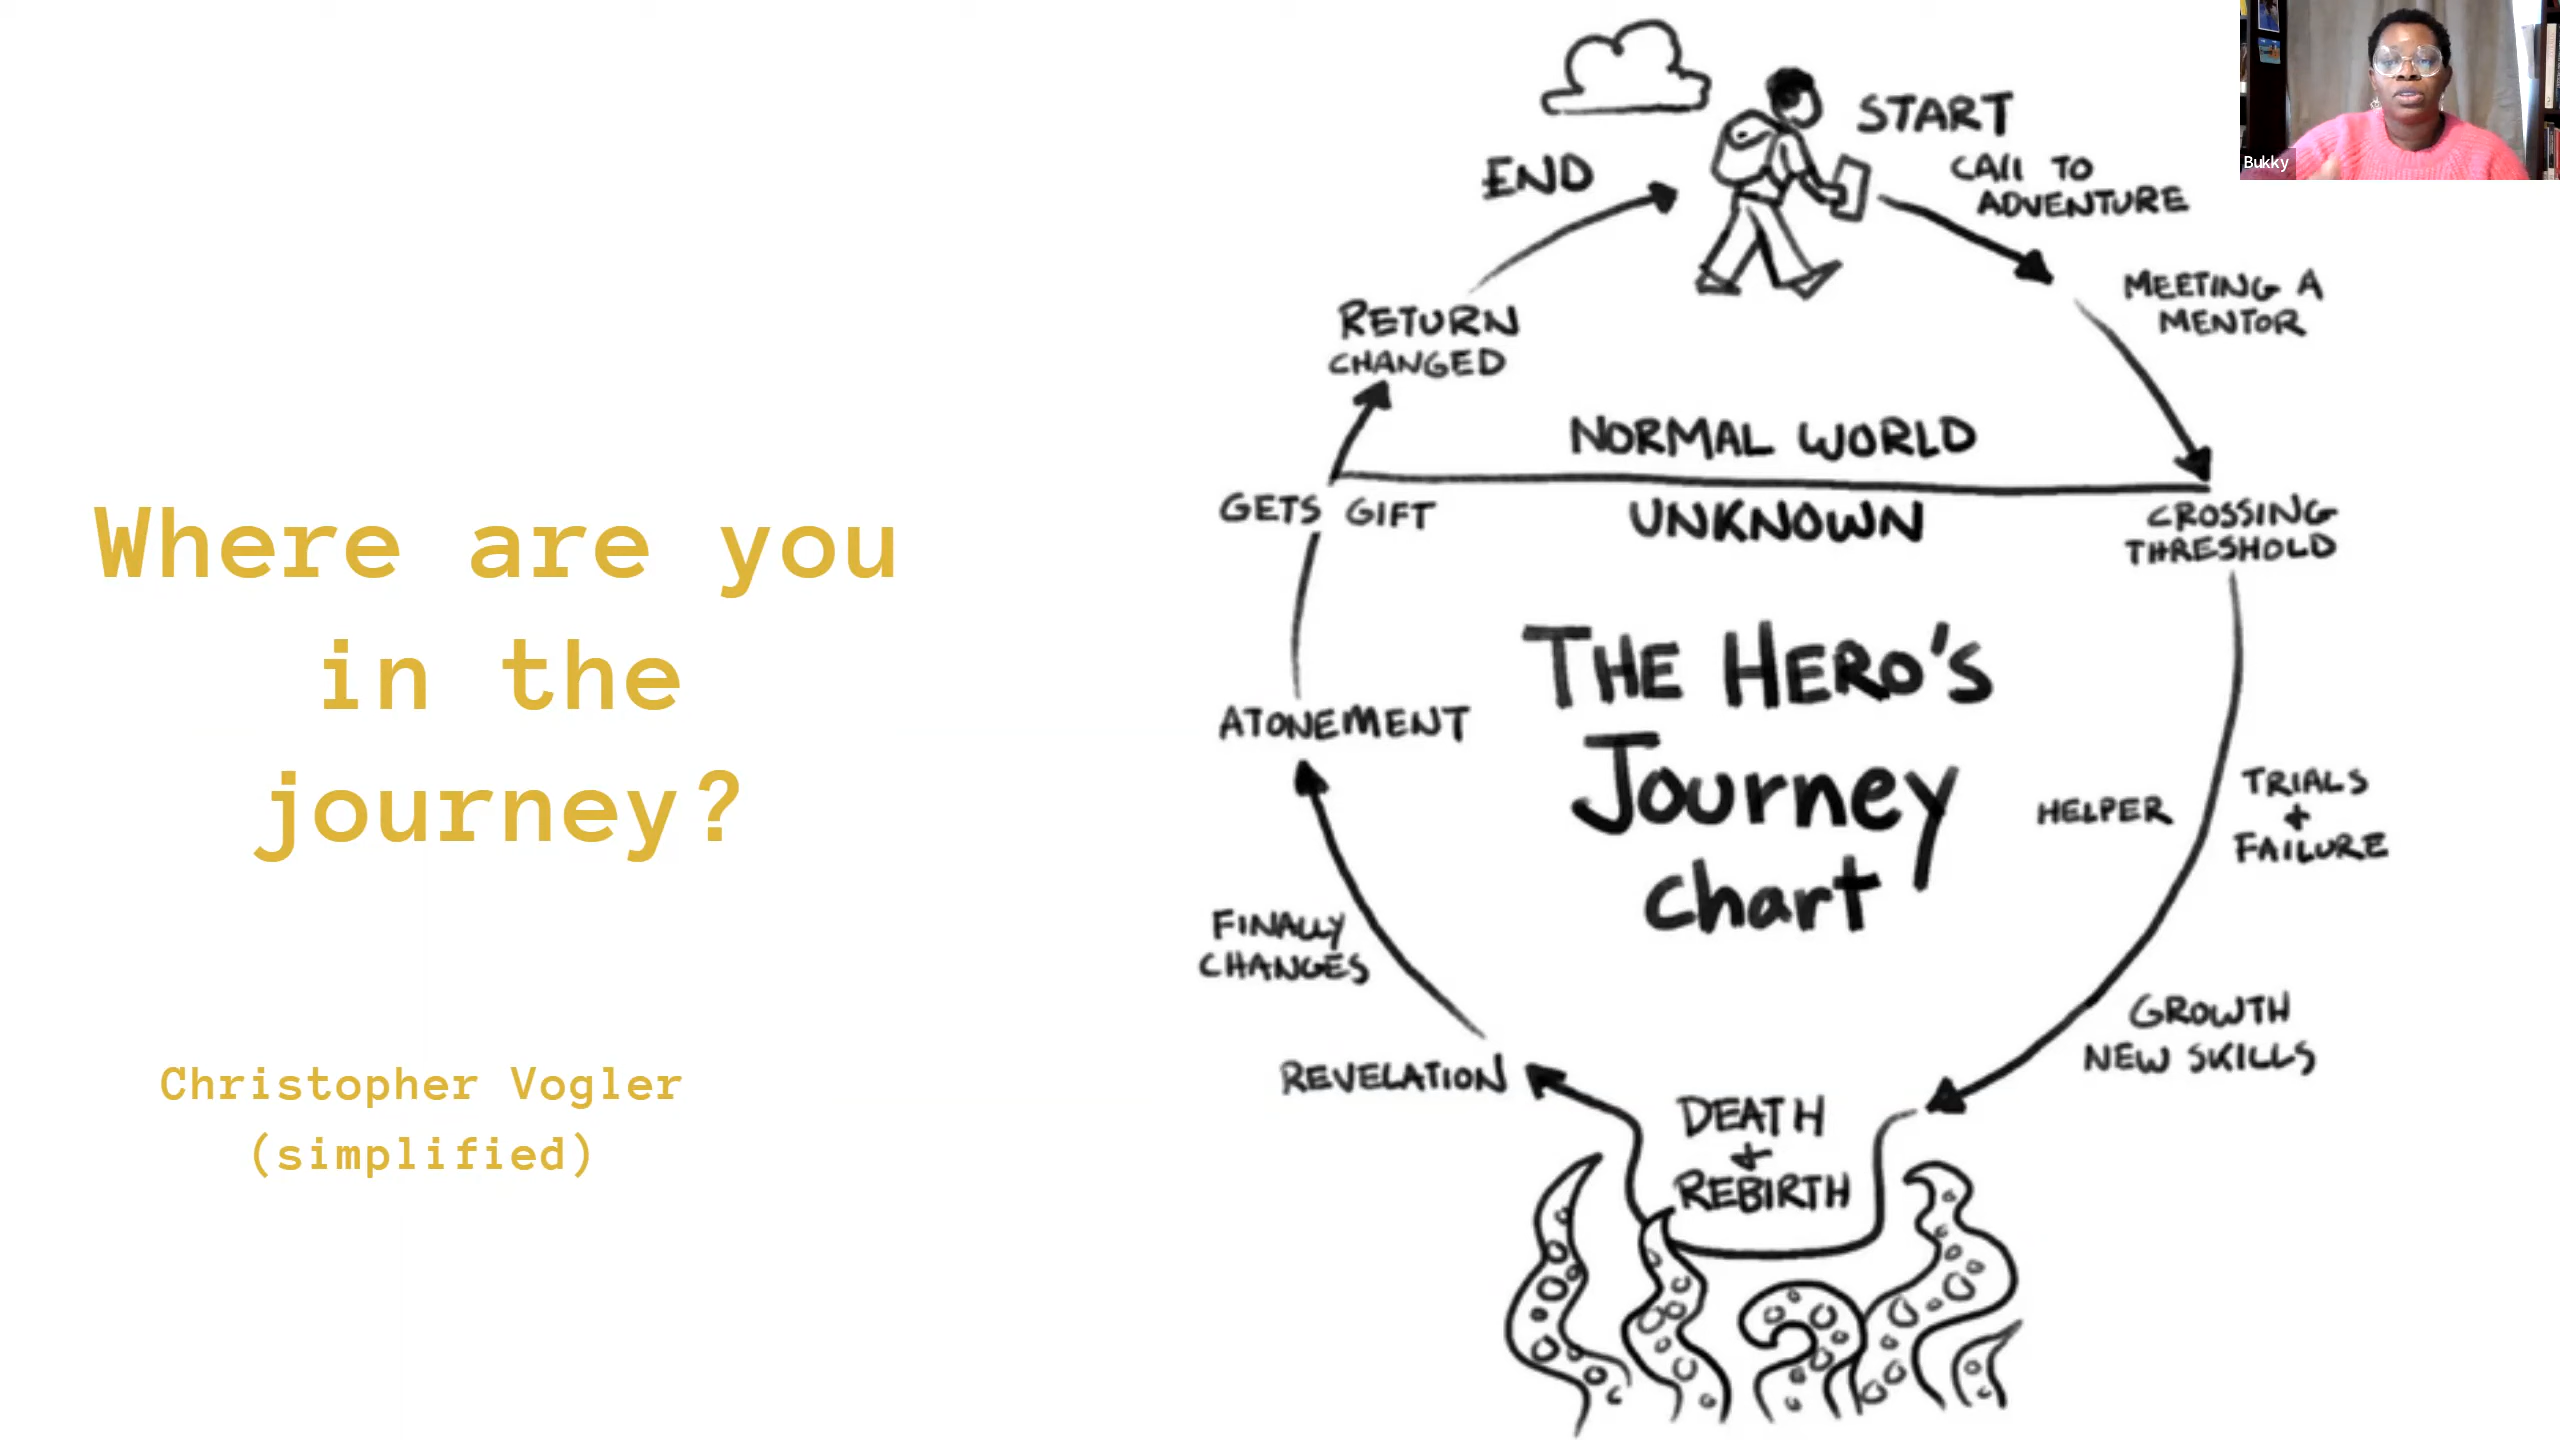 Where are you
in the
journey?
Christopher Vogler
(simplified)
START
CALL TO
ADVENTURE
MEETING A
MENTOR
CROSSING
THRESHOLD
TRIALS
+
FAILURE
HELPER
GROWTH
NEW SKILLS
DEATH
+
REBIRTH
REVELATION
FINALLY
CHANGES
ATONEMENT
GETS GIFT
RETURN
CHANGED
END
NORMAL WORLD
UNKNOWN
THE HERO'S
Journey
chart
Bukky